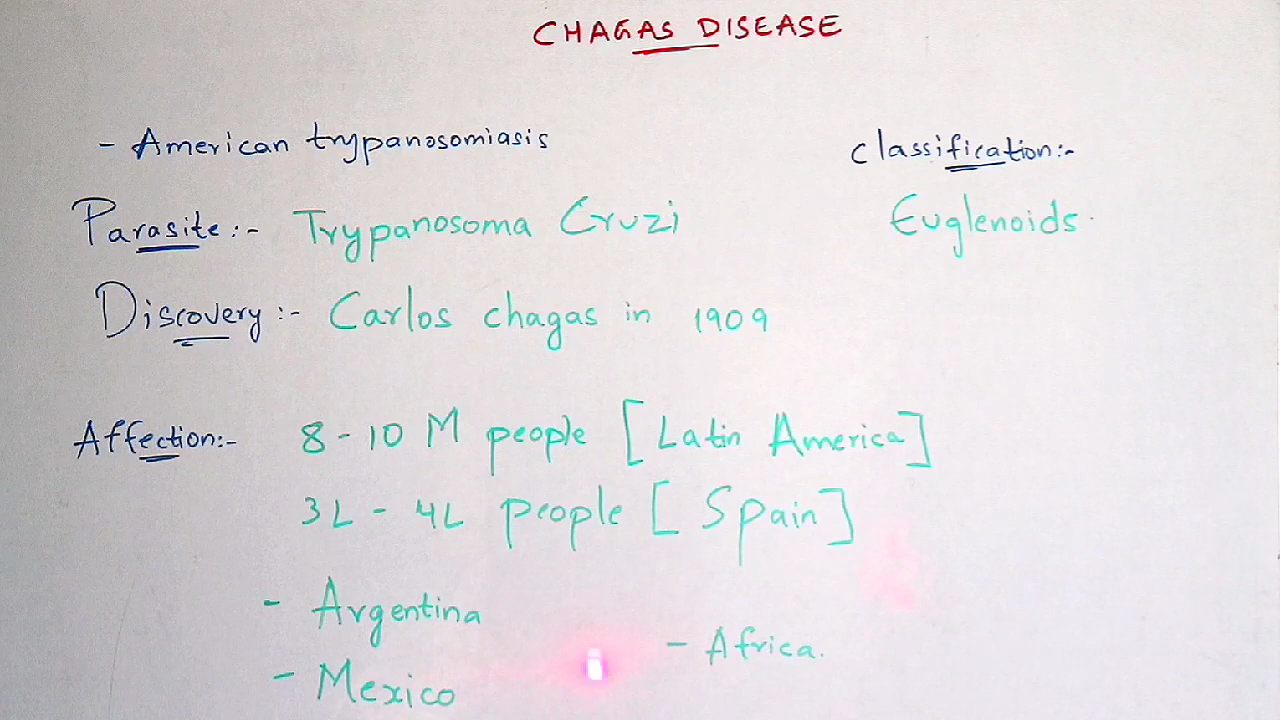 CHAGAS DISEASE
- American trypanosomiasis
Classification:-
Parasite:- Trypanosoma Cruzi
Euglenoids.
Discovery:- Carlos chagas in 1909
Affection:- 8-10 M people [Latin America]
3L - 4L people [Spain]
- Argentina
- Africa.
- Mexico